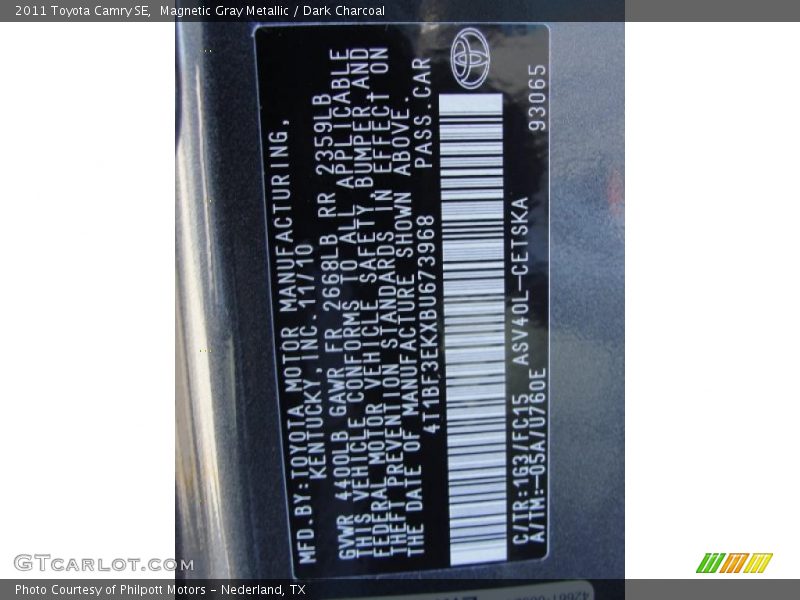 2011 Toyota Camry SE, Magnetic Gray Metallic / Dark Charcoal
MFD.BY:TOYOTA MOTOR MANUFACTURING,
KENTUCKY,INC. 11/10
GVWR 4400LB GAWR FR 2668LB RR 2359LB
THIS VEHICLE CONFORMS TO ALL APPLICABLE
FEDERAL MOTOR VEHICLE SAFETY, BUMPER,AND
THEFT PREVENTION STANDARDS IN EFFECT ON
THE DATE OF MANUFACTURE SHOWN ABOVE.
4T1BF3EKXBU673968 PASS.CAR
C/TR:1G3/FC15 ASV40L-CETSKA
A/TM:-05A/U760E 93065
GTCARLOT.COM
Photo Courtesy of Philpott Motors - Nederland, TX